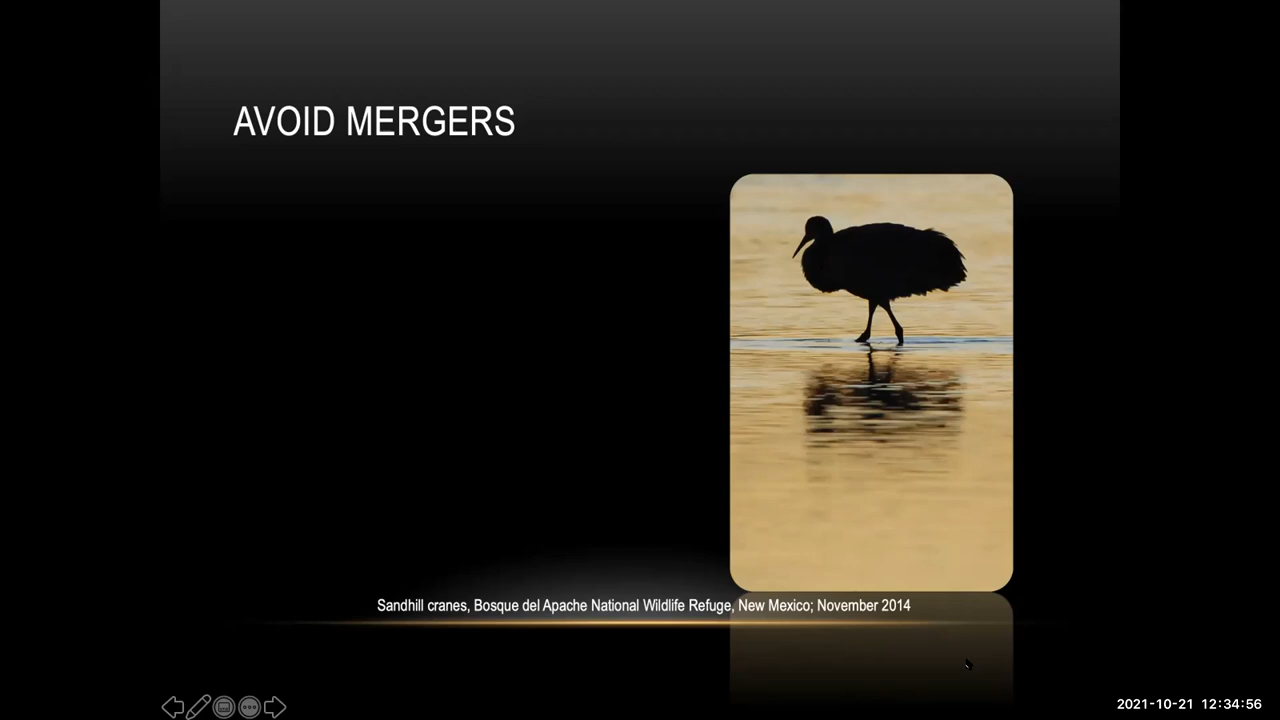 AVOID MERGERS
Sandhill cranes, Bosque del Apache National Wildlife Refuge, New Mexico; November 2014
2021-10-21 12:34:56